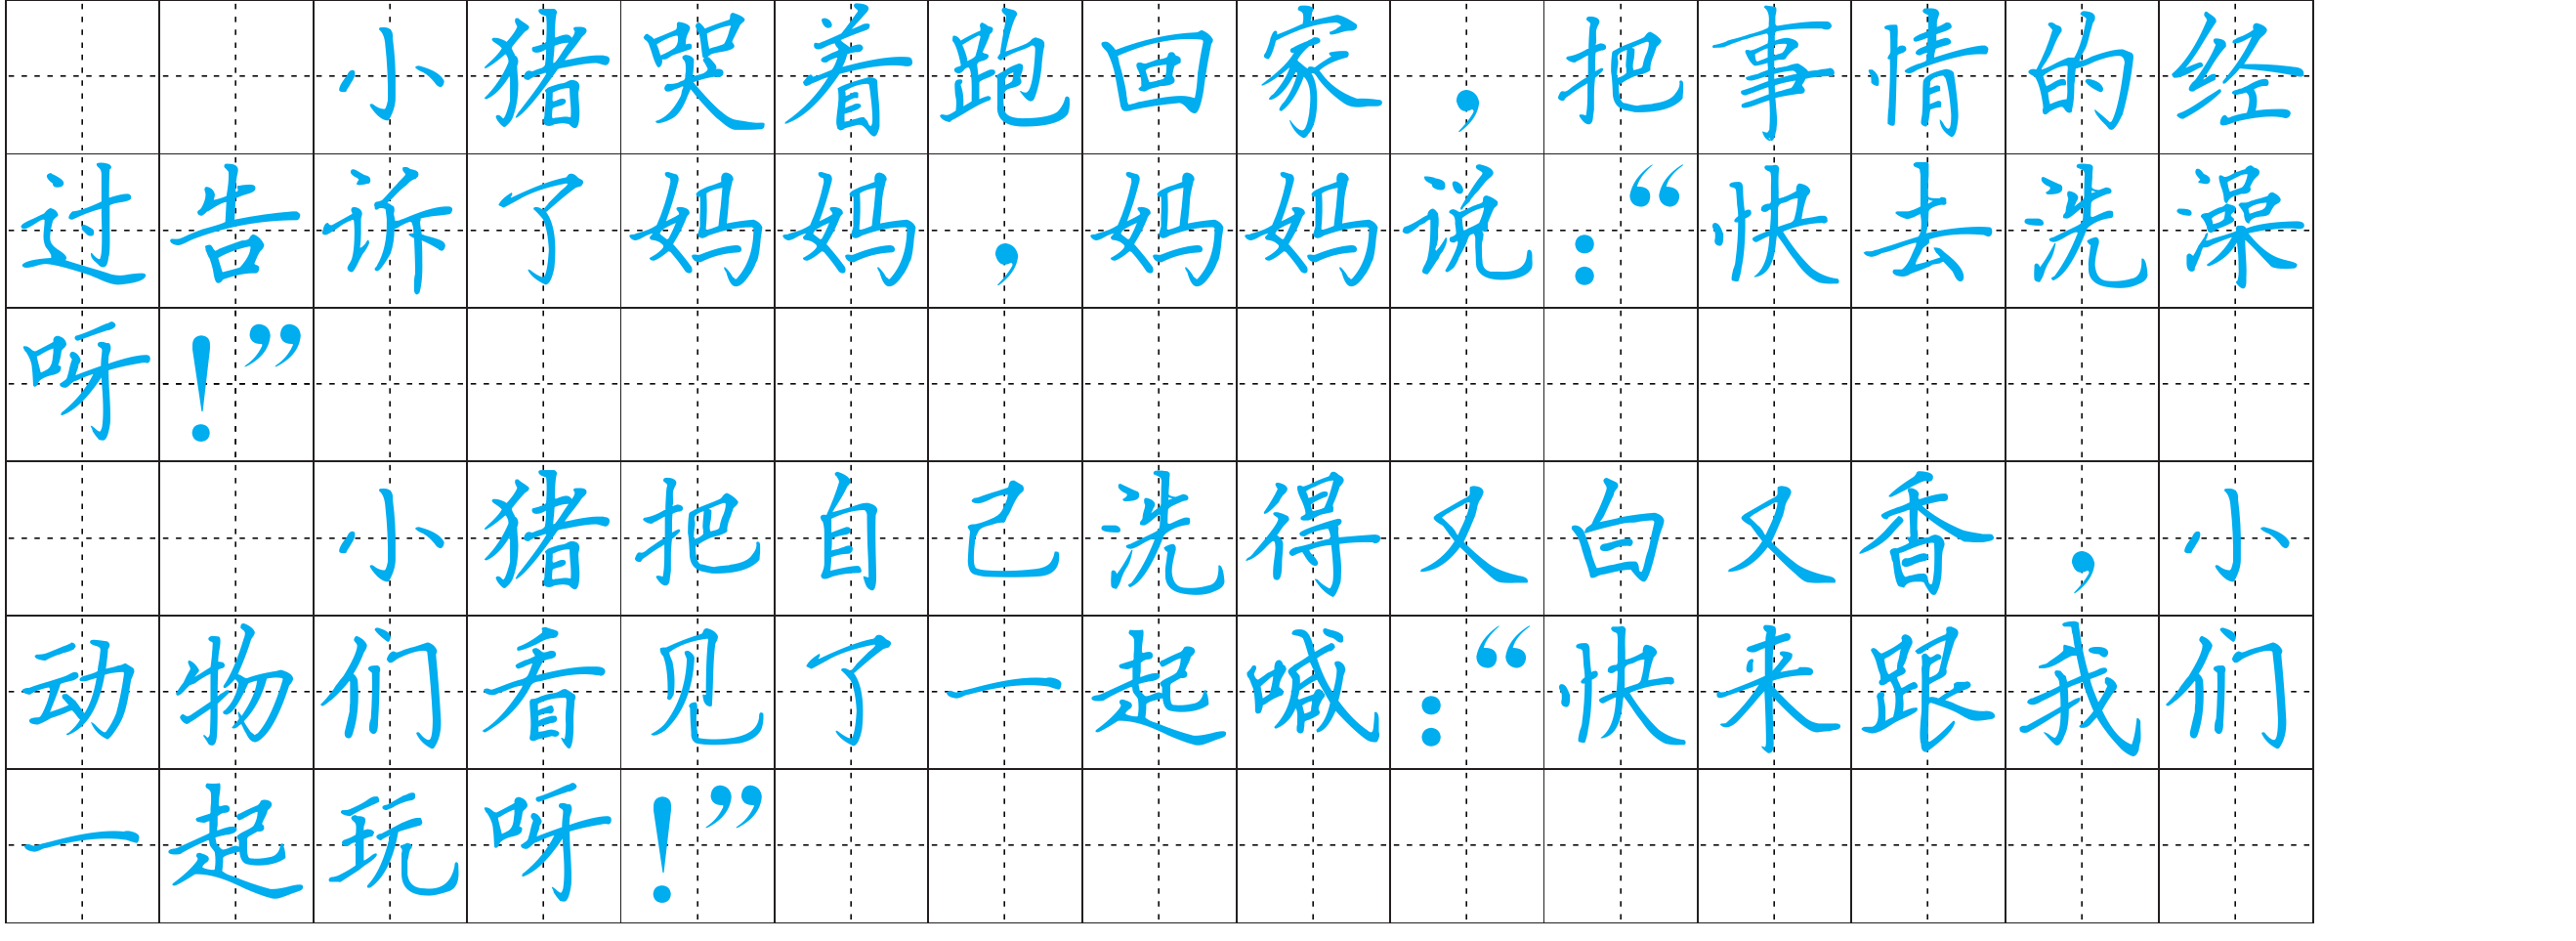 小猪哭着跑回家，把事情的经
过告诉了妈妈，妈妈说：“快去洗澡
呀！”
小猪把自己洗得又白又香，小
动物们看见了一起喊：“快来跟我们
一起玩呀！”